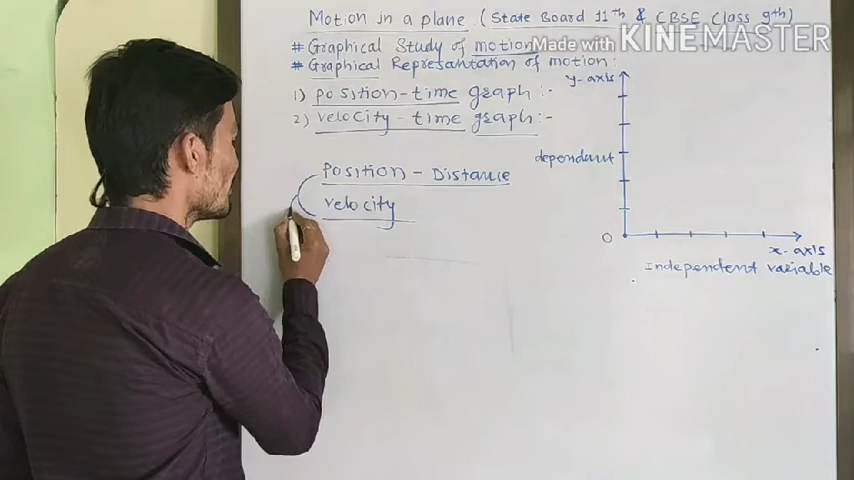 Motion in a plane (State Board 11th & CBSE Class 9th)
# Graphical Study of motion
Made with KINEMASTER
# Graphical Represantation of motion:
1) position-time graph :-
2) velocity-time graph :-
y-axis
dependent
Position - Distance
velocity
0
x-axis
Independent variable